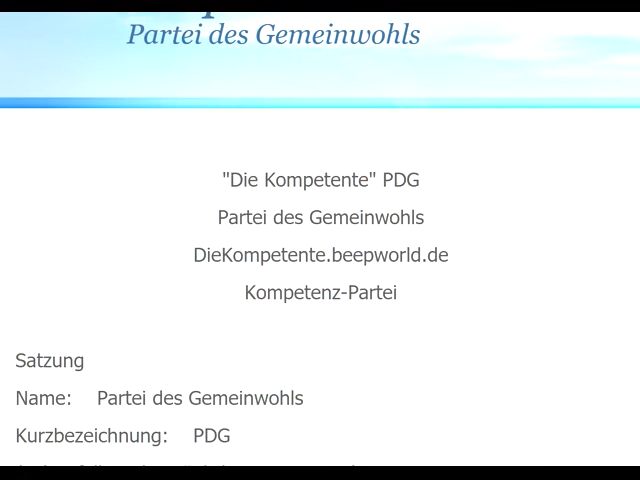 Partei des Gemeinwohls
"Die Kompetente" PDG
Partei des Gemeinwohls
DieKompetente.beepworld.de
Kompetenz-Partei
Satzung
Name: Partei des Gemeinwohls
Kurzbezeichnung: PDG